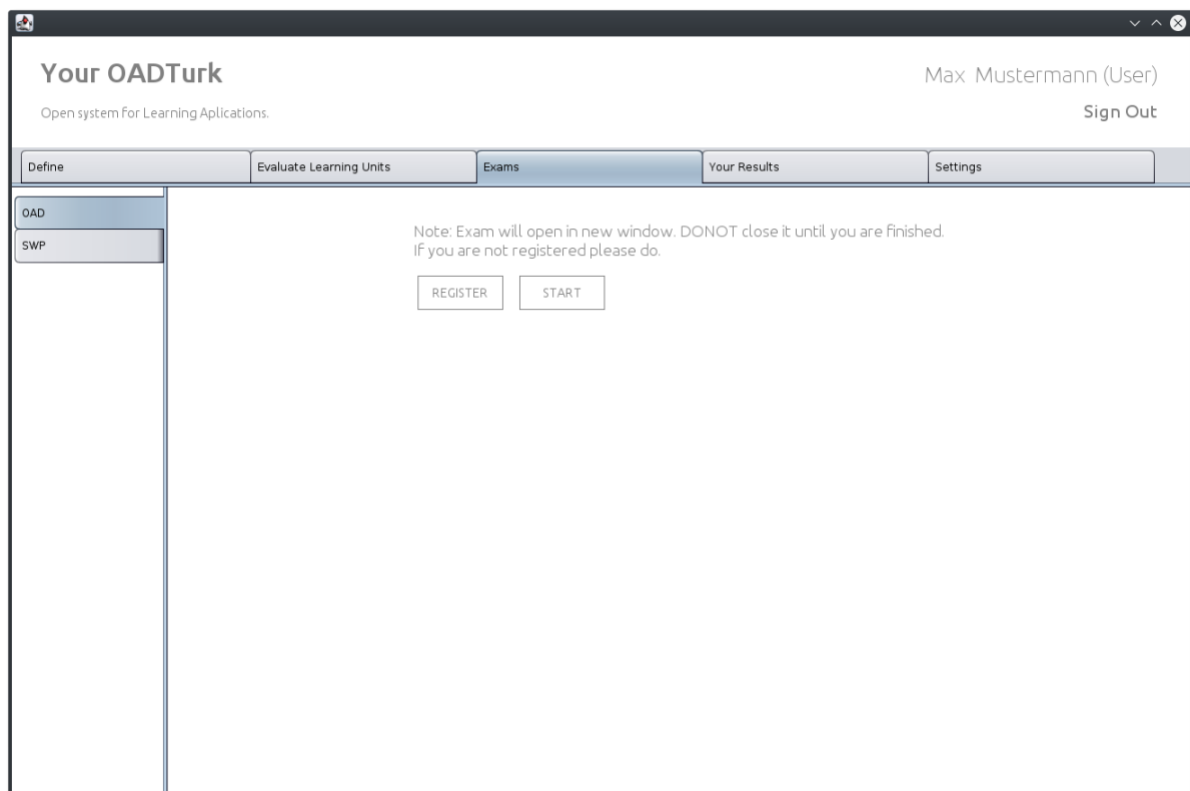 Your OADTurk
Max Mustermann (User)
Open system for Learning Aplications.
Sign Out
Define
Evaluate Learning Units
Exams
Your Results
Settings
OAD
SWP
Note: Exam will open in new window. DONOT close it until you are finished.
If you are not registered please do.
REGISTER
START